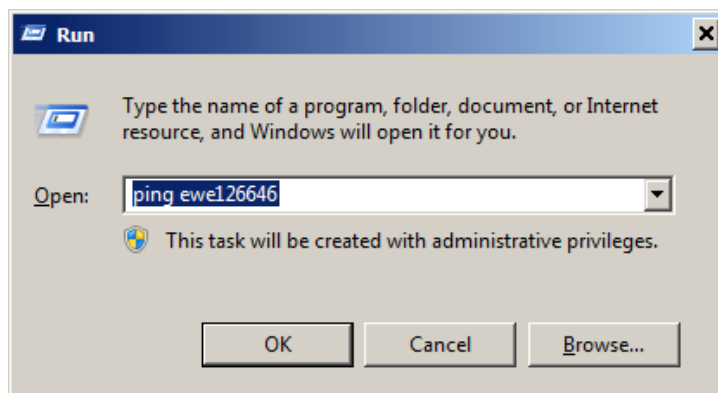 Run
Type the name of a program, folder, document, or Internet
resource, and Windows will open it for you.
Open: ping ewe126646
This task will be created with administrative privileges.
OK Cancel Browse...